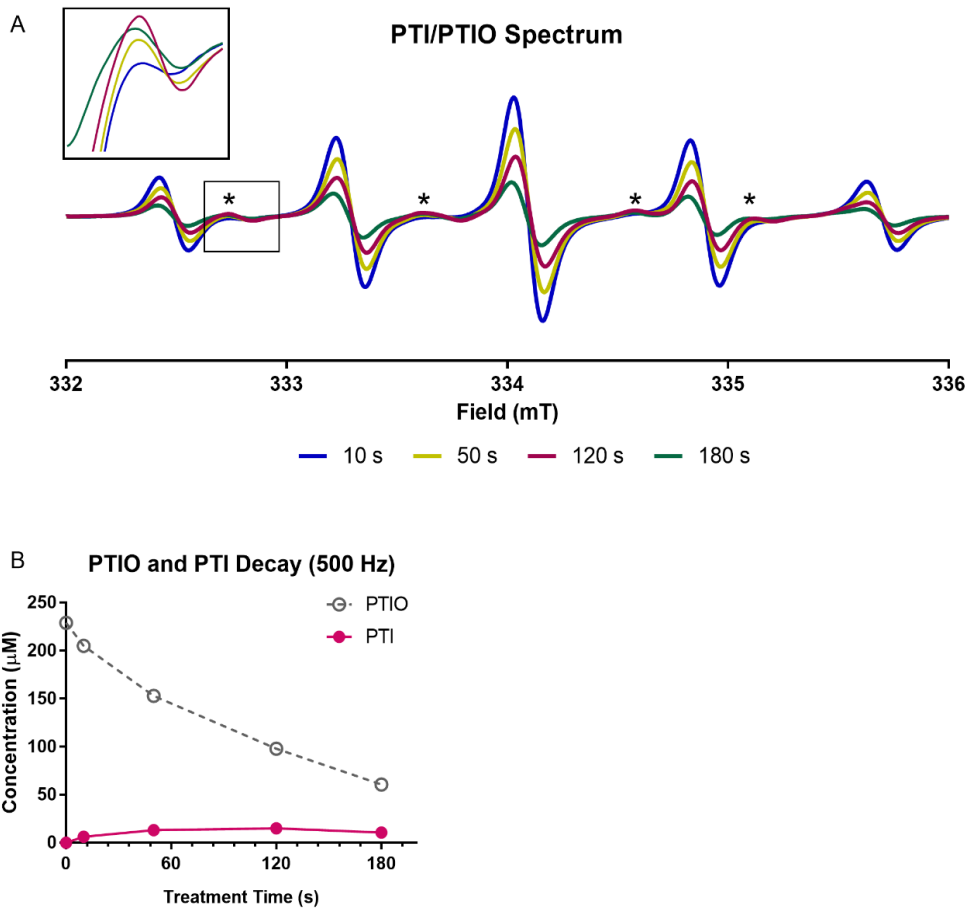 A
PTI/PTIO Spectrum
* * * *
332 333 334 335 336
Field (mT)
10 s 50 s 120 s 180 s
B
PTIO and PTI Decay (500 Hz)
PTIO
PTI
Concentration (μM)
250
200
150
100
50
0
0 60 120 180
Treatment Time (s)